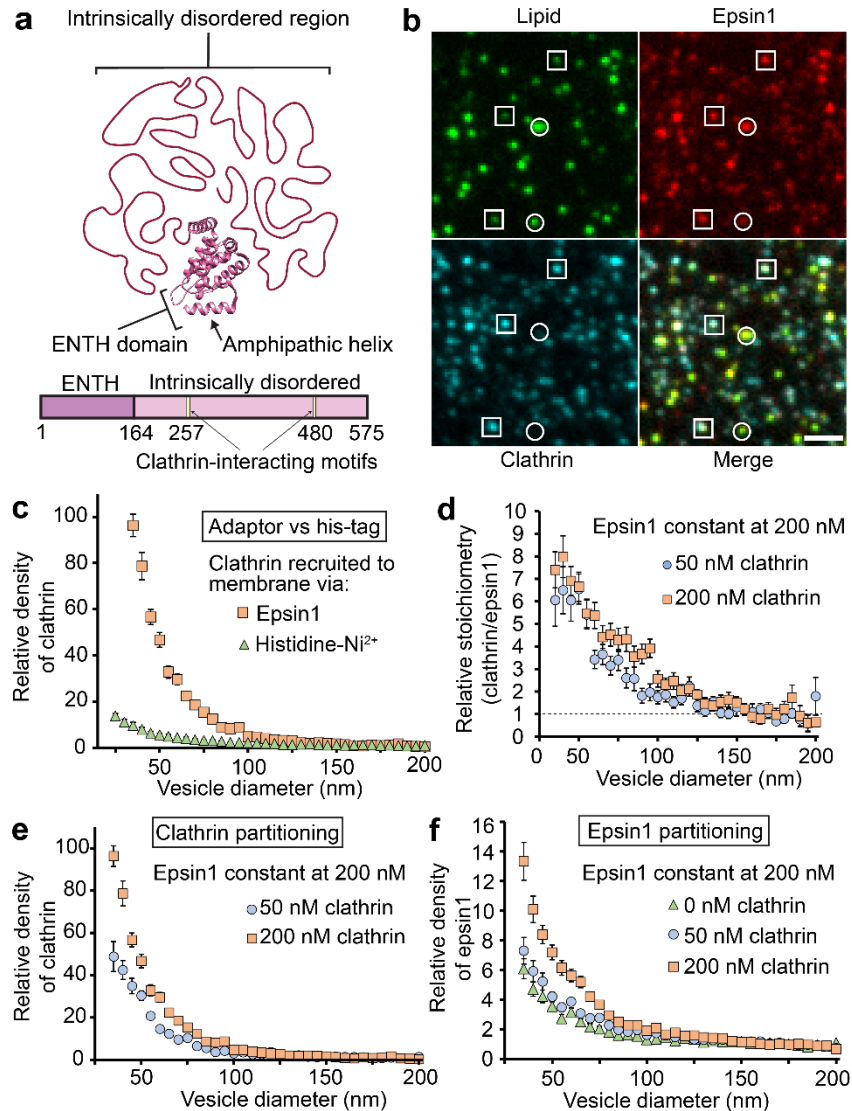 a
Intrinsically disordered region
ENTH domain
Amphipathic helix
ENTH
Intrinsically disordered
1
164
257
480
575
Clathrin-interacting motifs
b
Lipid
Epsin1
Clathrin
Merge
c
100
80
60
40
20
0
Relative density
of clathrin
Adaptor vs his-tag
Clathrin recruited to
membrane via:
Epsin1
Histidine-Ni²⁺
50
100
150
200
Vesicle diameter (nm)
d
10
9
8
7
6
5
4
3
2
1
0
Relative stoichiometry
(clathrin/epsin1)
Epsin1 constant at 200 nM
50 nM clathrin
200 nM clathrin
0
50
100
150
200
Vesicle diameter (nm)
e
100
80
60
40
20
0
Relative density
of clathrin
Clathrin partitioning
Epsin1 constant at 200 nM
50 nM clathrin
200 nM clathrin
50
100
150
200
Vesicle diameter (nm)
f
16
14
12
10
8
6
4
2
0
Relative density
of epsin1
Epsin1 partitioning
Epsin1 constant at 200 nM
0 nM clathrin
50 nM clathrin
200 nM clathrin
50
100
150
200
Vesicle diameter (nm)